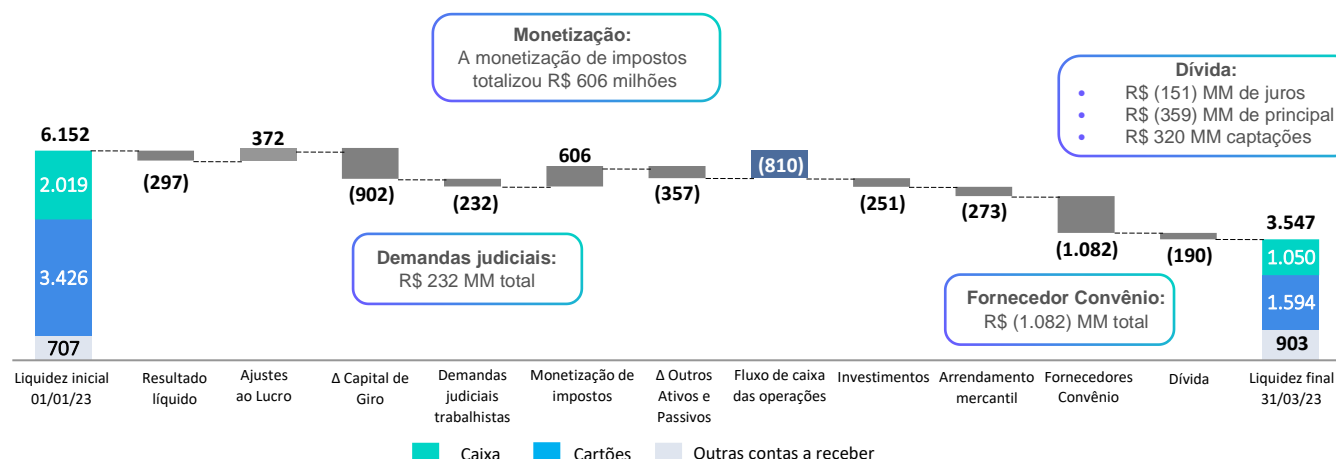 Monetização:
A monetização de impostos
totalizou R$ 606 milhões
Dívida:
• R$ (151) MM de juros
• R$ (359) MM de principal
• R$ 320 MM captações
6.152
2.019
3.426
707
(297)
372
(902)
(232)
606
(357)
(810)
(251)
(273)
(1.082)
(190)
3.547
1.050
1.594
903
Demandas judiciais:
R$ 232 MM total
Fornecedor Convênio:
R$ (1.082) MM total
Liquidez inicial
01/01/23
Resultado
líquido
Ajustes
ao Lucro
Δ Capital de
Giro
Demandas
judiciais
trabalhistas
Monetização de
impostos
Δ Outros
Ativos e
Passivos
Fluxo de caixa
das operações
Investimentos
Arrendamento
mercantil
Fornecedores
Convênio
Dívida
Liquidez final
31/03/23
Caixa
Cartões
Outras contas a receber